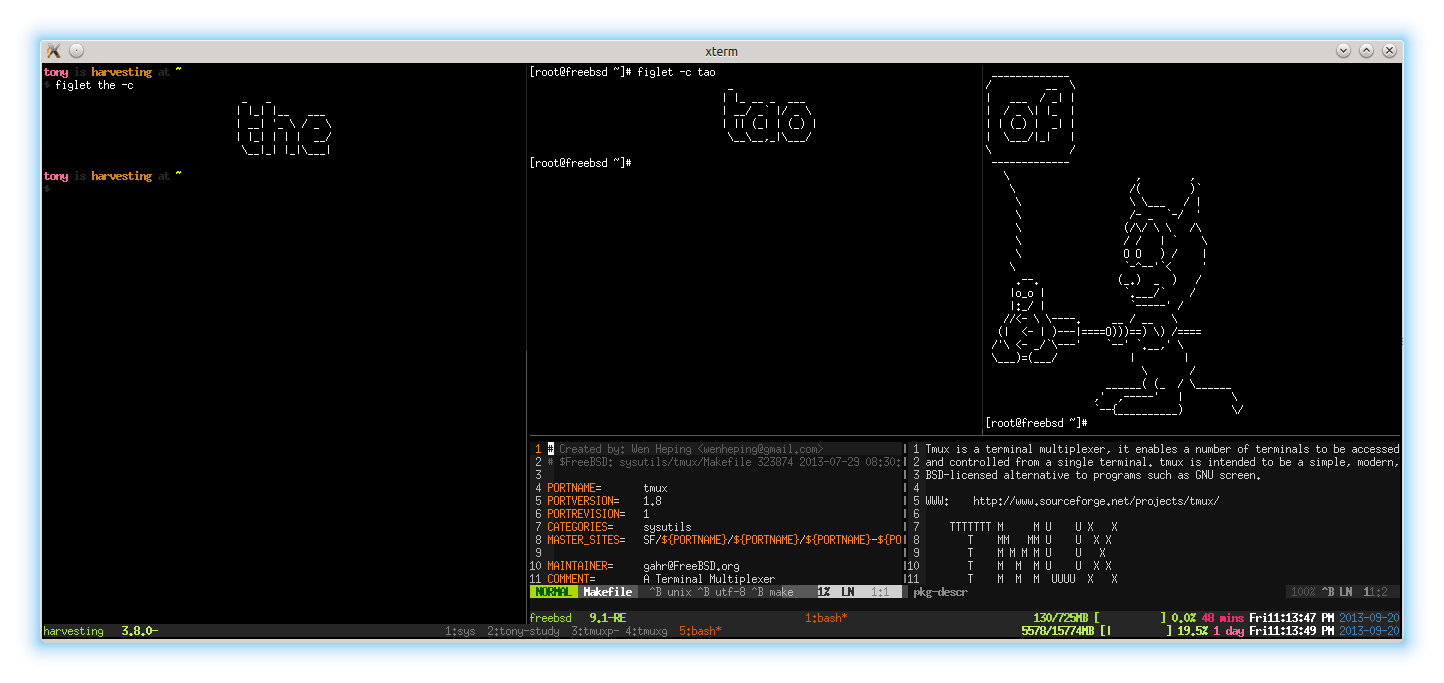 xterm
tony is harvesting at ~
$ figlet the -c
the
tony is harvesting at ~
$
[root@freebsd ~]# figlet -c tao
tao
[root@freebsd ~]#
of
[root@freebsd ~]#
1 # Created by: Wen Heping <wenheping@gmail.com>
2 # $FreeBSD: sysutils/tmux/Makefile 323874 2013-07-29 08:30:
3
4 PORTNAME= tmux
5 PORTVERSION= 1.8
6 PORTREVISION= 1
7 CATEGORIES= sysutils
8 MASTER_SITES= SF/${PORTNAME}/${PORTNAME}/${PORTNAME}-${PO
9
10 MAINTAINER= gahr@FreeBSD.org
11 COMMENT= A Terminal Multiplexer
NORMAL Makefile ^B unix ^B utf-8 ^B make 1% LN 1:1
1 Tmux is a terminal multiplexer, it enables a number of terminals to be accessed
2 and controlled from a single terminal. tmux is intended to be a simple, modern,
3 BSD-licensed alternative to programs such as GNU screen.
4
5 WWW: http://www.sourceforge.net/projects/tmux/
6
7 TTTTTTT M M U U X X
8 T MM MM U U X X
9 T M M M M U U X
10 T M M M U U X X
11 T M M M UUUU X X
pkg-descr 100% ^B LN 11:2
freebsd 9.1-RE 1:bash* 130/725MB [ ] 0.0% 48 mins Fri11:13:47 PM 2013-09-20
harvesting 3.8.0- 1:sys 2:tony-study 3:tmuxp- 4:tmuxg 5:bash* 5578/15774MB [| ] 19.5% 1 day Fri11:13:49 PM 2013-09-20